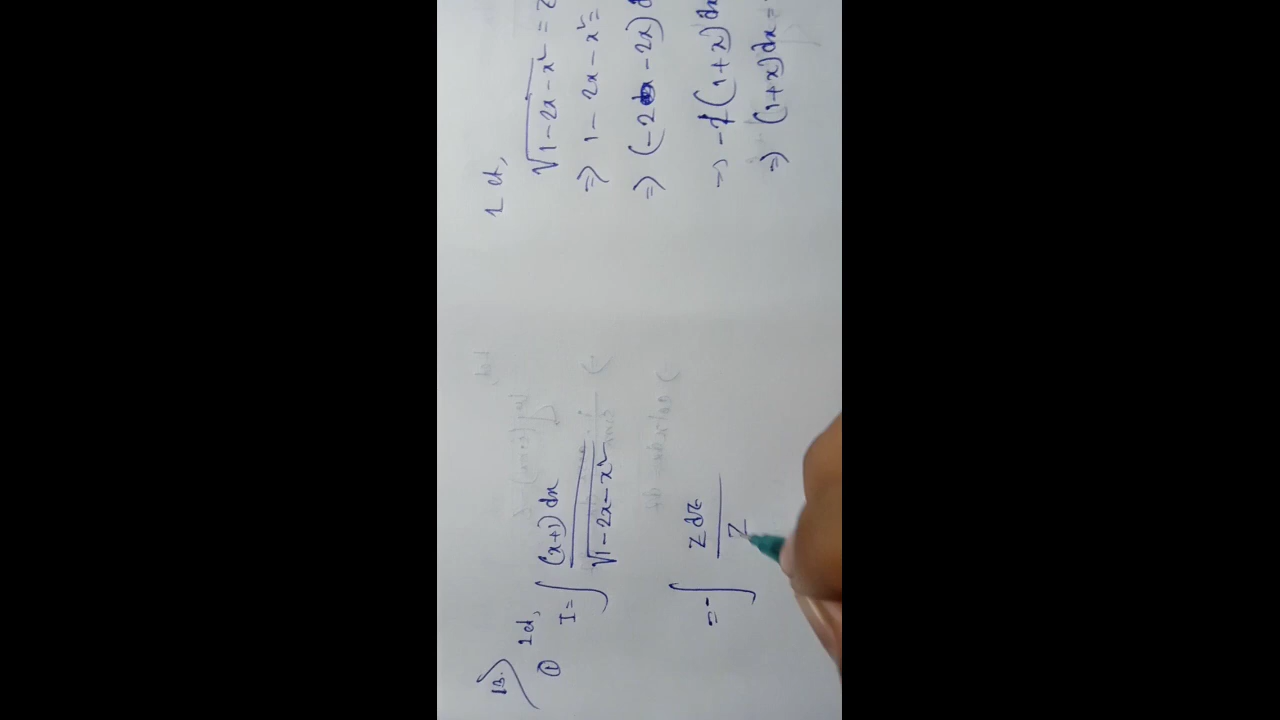 13.
① Let,
I = ∫ (x+1) dx / √1-2x-x²
= - ∫ z dz / z
Let,
√1-2x-x² = z
⇒ 1 - 2x - x² =
⇒ (-2 - 2x) d
⇒ -2 (1+x) dx
⇒ (1+x) dx =